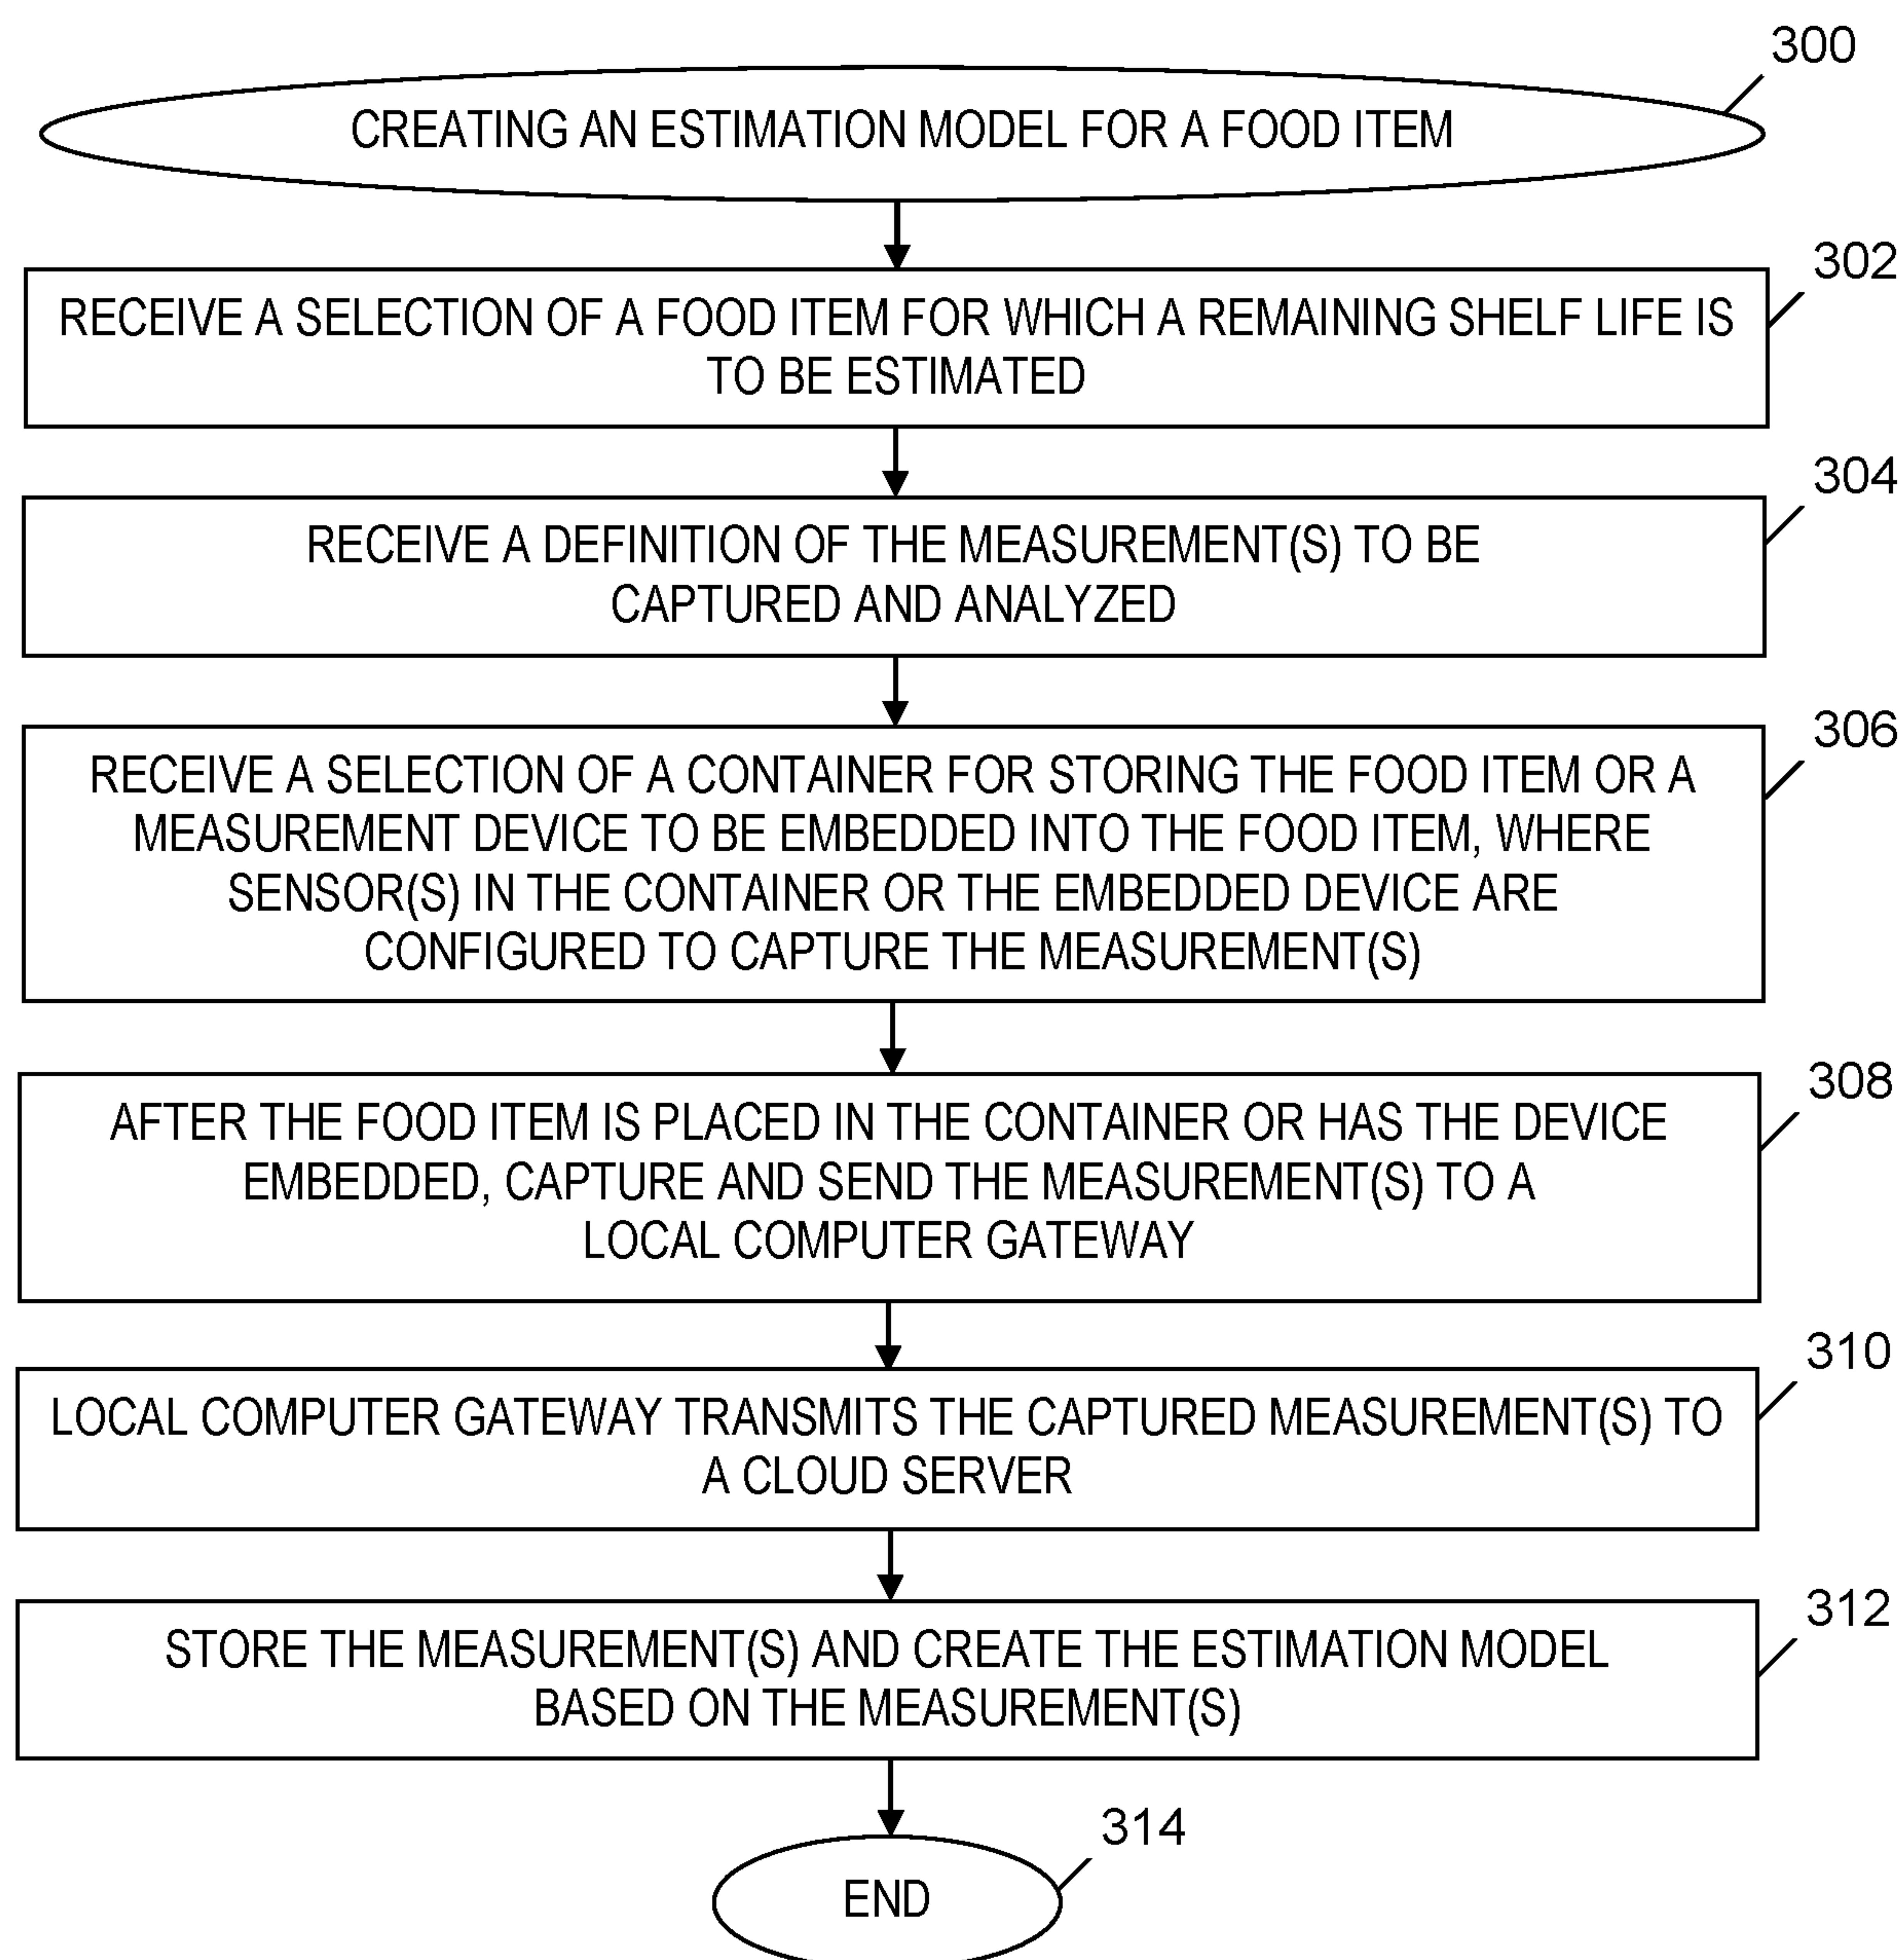 300
CREATING AN ESTIMATION MODEL FOR A FOOD ITEM
302
RECEIVE A SELECTION OF A FOOD ITEM FOR WHICH A REMAINING SHELF LIFE IS
TO BE ESTIMATED
304
RECEIVE A DEFINITION OF THE MEASUREMENT(S) TO BE
CAPTURED AND ANALYZED
306
RECEIVE A SELECTION OF A CONTAINER FOR STORING THE FOOD ITEM OR A
MEASUREMENT DEVICE TO BE EMBEDDED INTO THE FOOD ITEM, WHERE
SENSOR(S) IN THE CONTAINER OR THE EMBEDDED DEVICE ARE
CONFIGURED TO CAPTURE THE MEASUREMENT(S)
308
AFTER THE FOOD ITEM IS PLACED IN THE CONTAINER OR HAS THE DEVICE
EMBEDDED, CAPTURE AND SEND THE MEASUREMENT(S) TO A
LOCAL COMPUTER GATEWAY
310
LOCAL COMPUTER GATEWAY TRANSMITS THE CAPTURED MEASUREMENT(S) TO
A CLOUD SERVER
312
STORE THE MEASUREMENT(S) AND CREATE THE ESTIMATION MODEL
BASED ON THE MEASUREMENT(S)
314
END